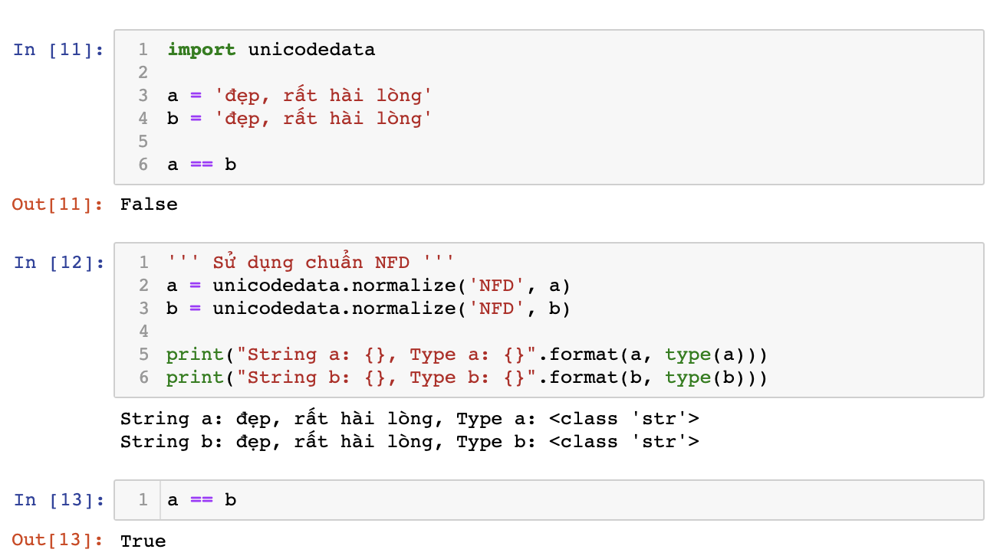 In [11]:
1 import unicodedata
2
3 a = 'đẹp, rất hài lòng'
4 b = 'đẹp, rất hài lòng'
5
6 a == b
Out[11]: False
In [12]:
1 ''' Sử dụng chuẩn NFD '''
2 a = unicodedata.normalize('NFD', a)
3 b = unicodedata.normalize('NFD', b)
4
5 print("String a: {}, Type a: {}".format(a, type(a)))
6 print("String b: {}, Type b: {}".format(b, type(b)))
String a: đẹp, rất hài lòng, Type a: <class 'str'>
String b: đẹp, rất hài lòng, Type b: <class 'str'>
In [13]:
1 a == b
Out[13]: True